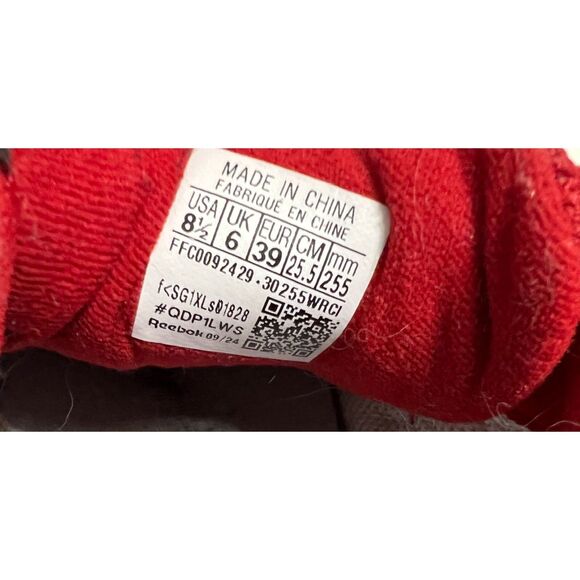 MADE IN CHINA
FABRIQUÉ EN CHINE
USA UK EUR CM mm
8½ 6 39 25.5 255
FFC0092429.30255WRCI
f<SG1XLs01828
#QDP1LWS
Reebok 09/24